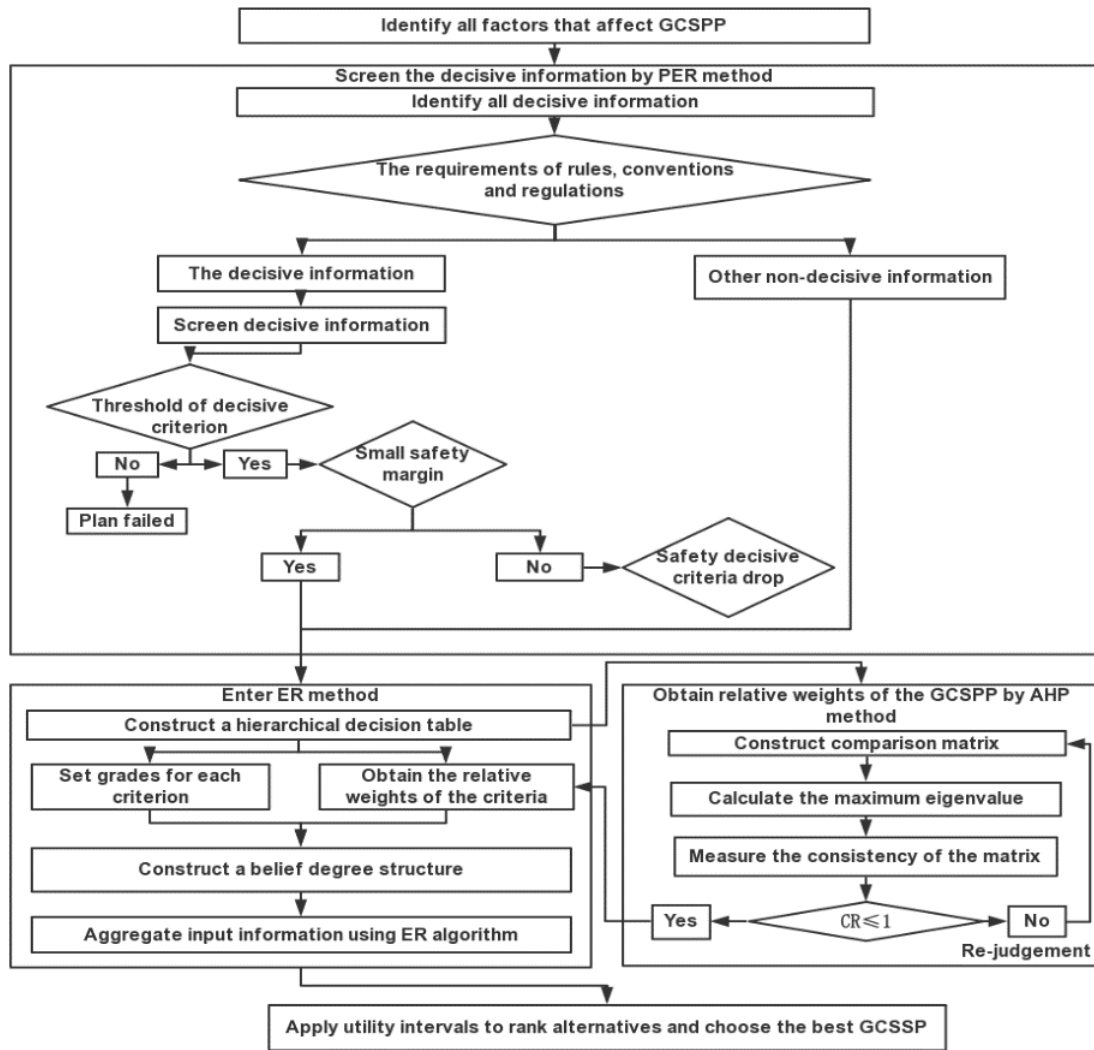 Identify all factors that affect GCSPP
Screen the decisive information by PER method
Identify all decisive information
The requirements of rules, conventions
and regulations
The decisive information
Other non-decisive information
Screen decisive information
Threshold of decisive
criterion
No
Yes
Small safety
margin
Plan failed
Yes
No
Safety decisive
criteria drop
Enter ER method
Construct a hierarchical decision table
Set grades for each
criterion
Obtain the relative
weights of the criteria
Construct a belief degree structure
Aggregate input information using ER algorithm
Obtain relative weights of the GCSPP by AHP
method
Construct comparison matrix
Calculate the maximum eigenvalue
Measure the consistency of the matrix
Yes
CR≤1
No
Re-judgement
Apply utility intervals to rank alternatives and choose the best GCSSP